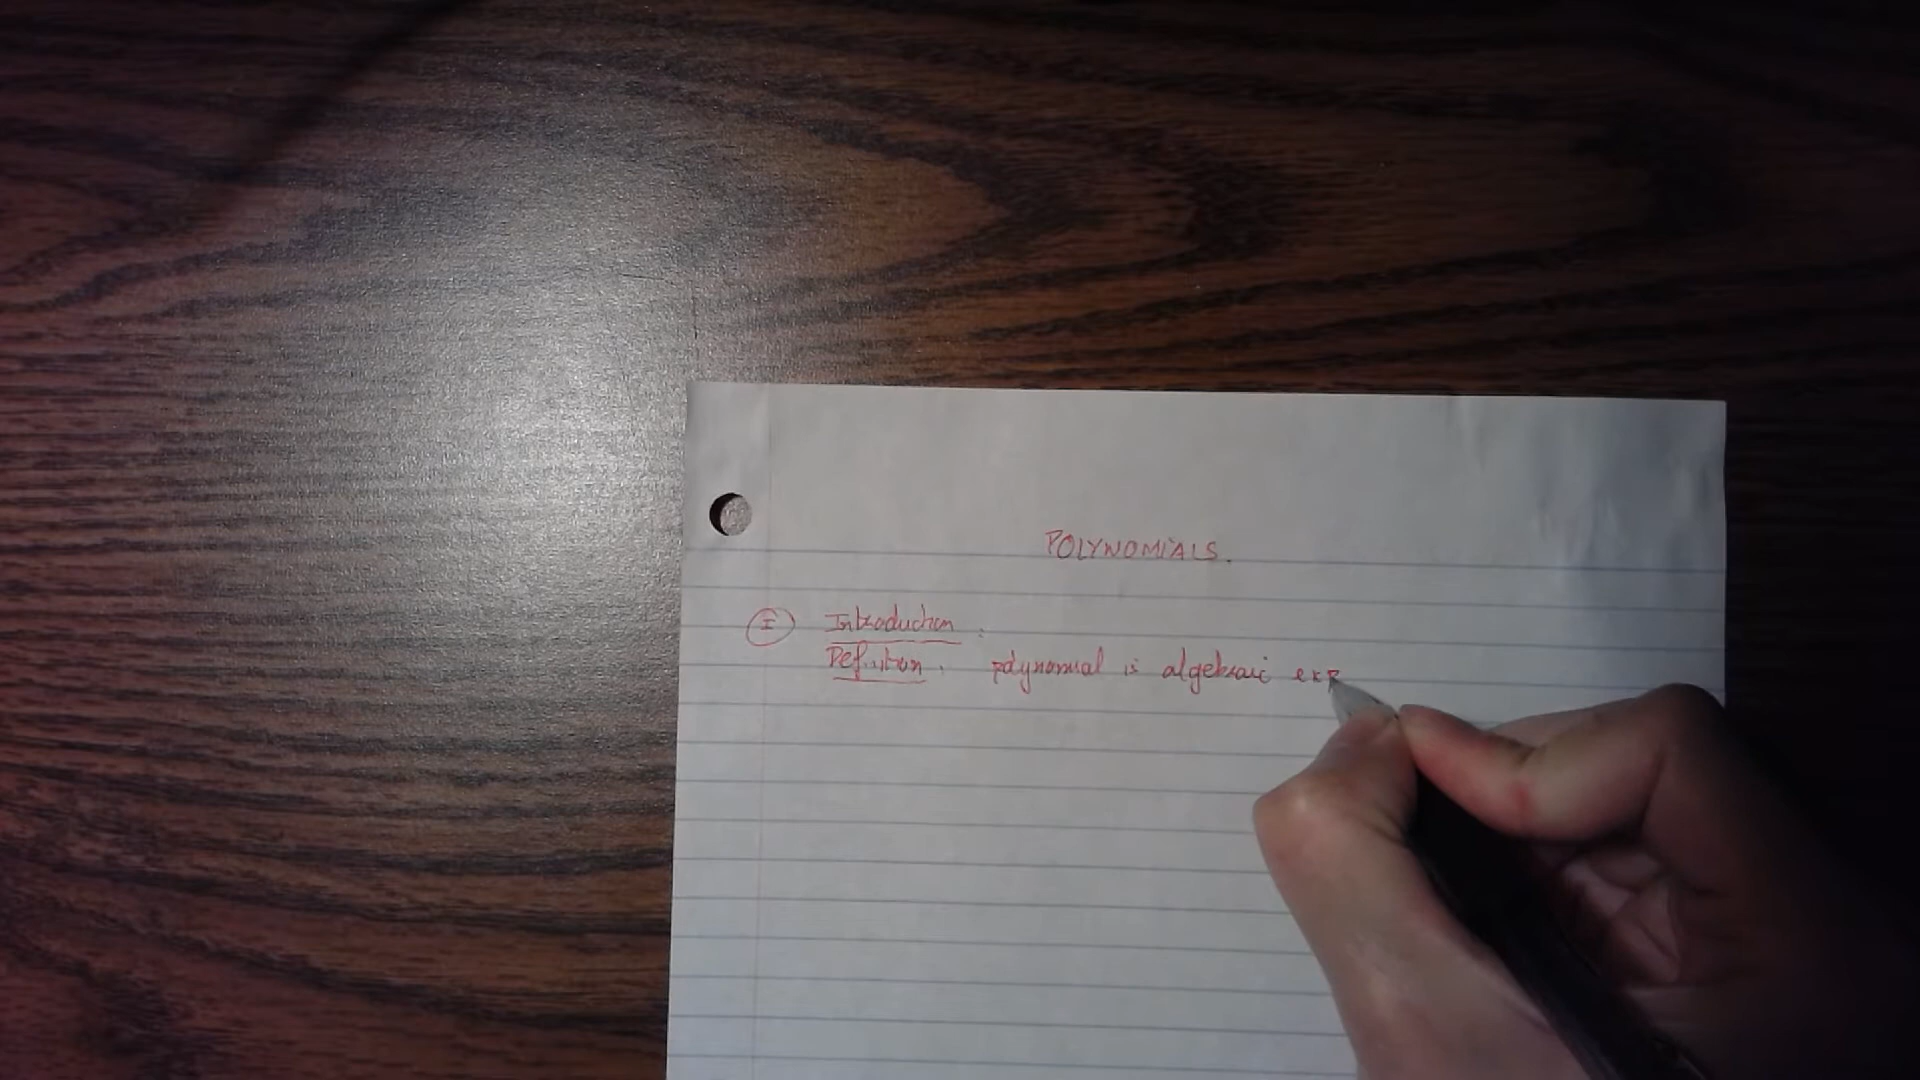 POLYNOMIALS.
I Introduction :
Definition. polynomial is algebraic exp